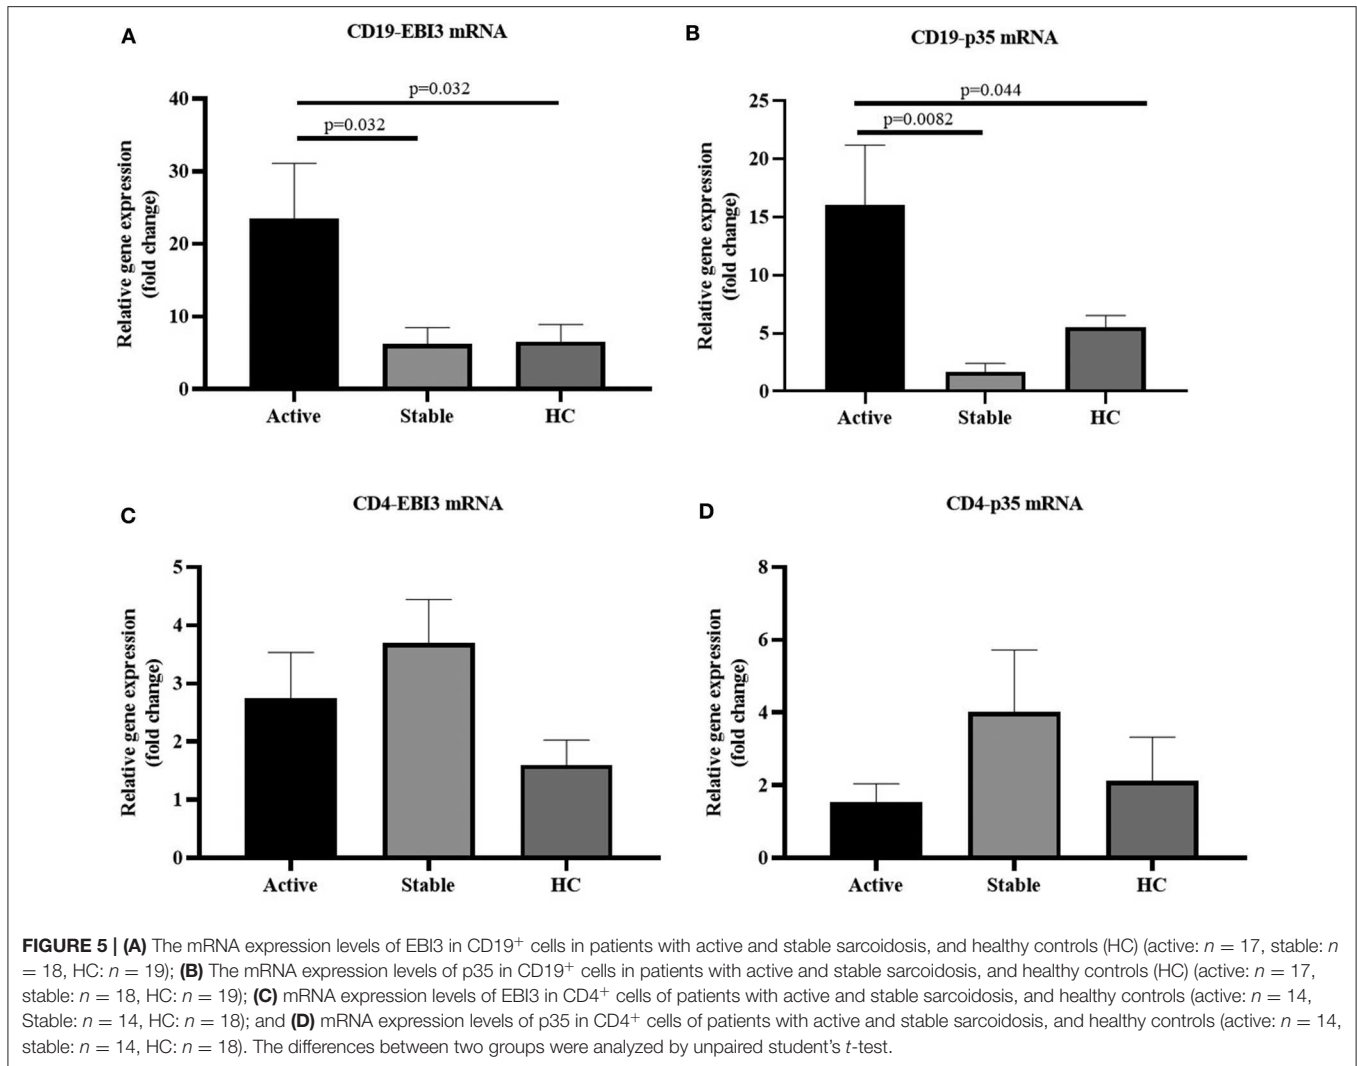 A
CD19-EBI3 mRNA
Relative gene expression
(fold change)
40
30
20
10
0
p=0.032
p=0.032
Active
Stable
HC
B
CD19-p35 mRNA
Relative gene expression
(fold change)
25
20
15
10
5
0
p=0.044
p=0.0082
Active
Stable
HC
C
CD4-EBI3 mRNA
Relative gene expression
(fold change)
5
4
3
2
1
0
Active
Stable
HC
D
CD4-p35 mRNA
Relative gene expression
(fold change)
8
6
4
2
0
Active
Stable
HC
FIGURE 5 | (A) The mRNA expression levels of EBI3 in CD19⁺ cells in patients with active and stable sarcoidosis, and healthy controls (HC) (active: n = 17, stable: n
= 18, HC: n = 19); (B) The mRNA expression levels of p35 in CD19⁺ cells in patients with active and stable sarcoidosis, and healthy controls (HC) (active: n = 17,
stable: n = 18, HC: n = 19); (C) mRNA expression levels of EBI3 in CD4⁺ cells of patients with active and stable sarcoidosis, and healthy controls (active: n = 14,
Stable: n = 14, HC: n = 18); and (D) mRNA expression levels of p35 in CD4⁺ cells of patients with active and stable sarcoidosis, and healthy controls (active: n = 14,
stable: n = 14, HC: n = 18). The differences between two groups were analyzed by unpaired student's t-test.